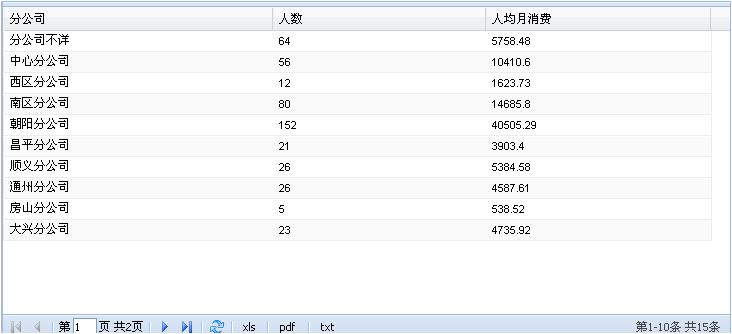 分公司 人数 人均月消费
分公司不详 64 5758.48
中心分公司 56 10410.6
西区分公司 12 1623.73
南区分公司 80 14685.8
朝阳分公司 152 40505.29
昌平分公司 21 3903.4
顺义分公司 26 5384.58
通州分公司 26 4587.61
房山分公司 5 538.52
大兴分公司 23 4735.92
第 1 页 共2页 xls pdf txt 第1-10条 共15条